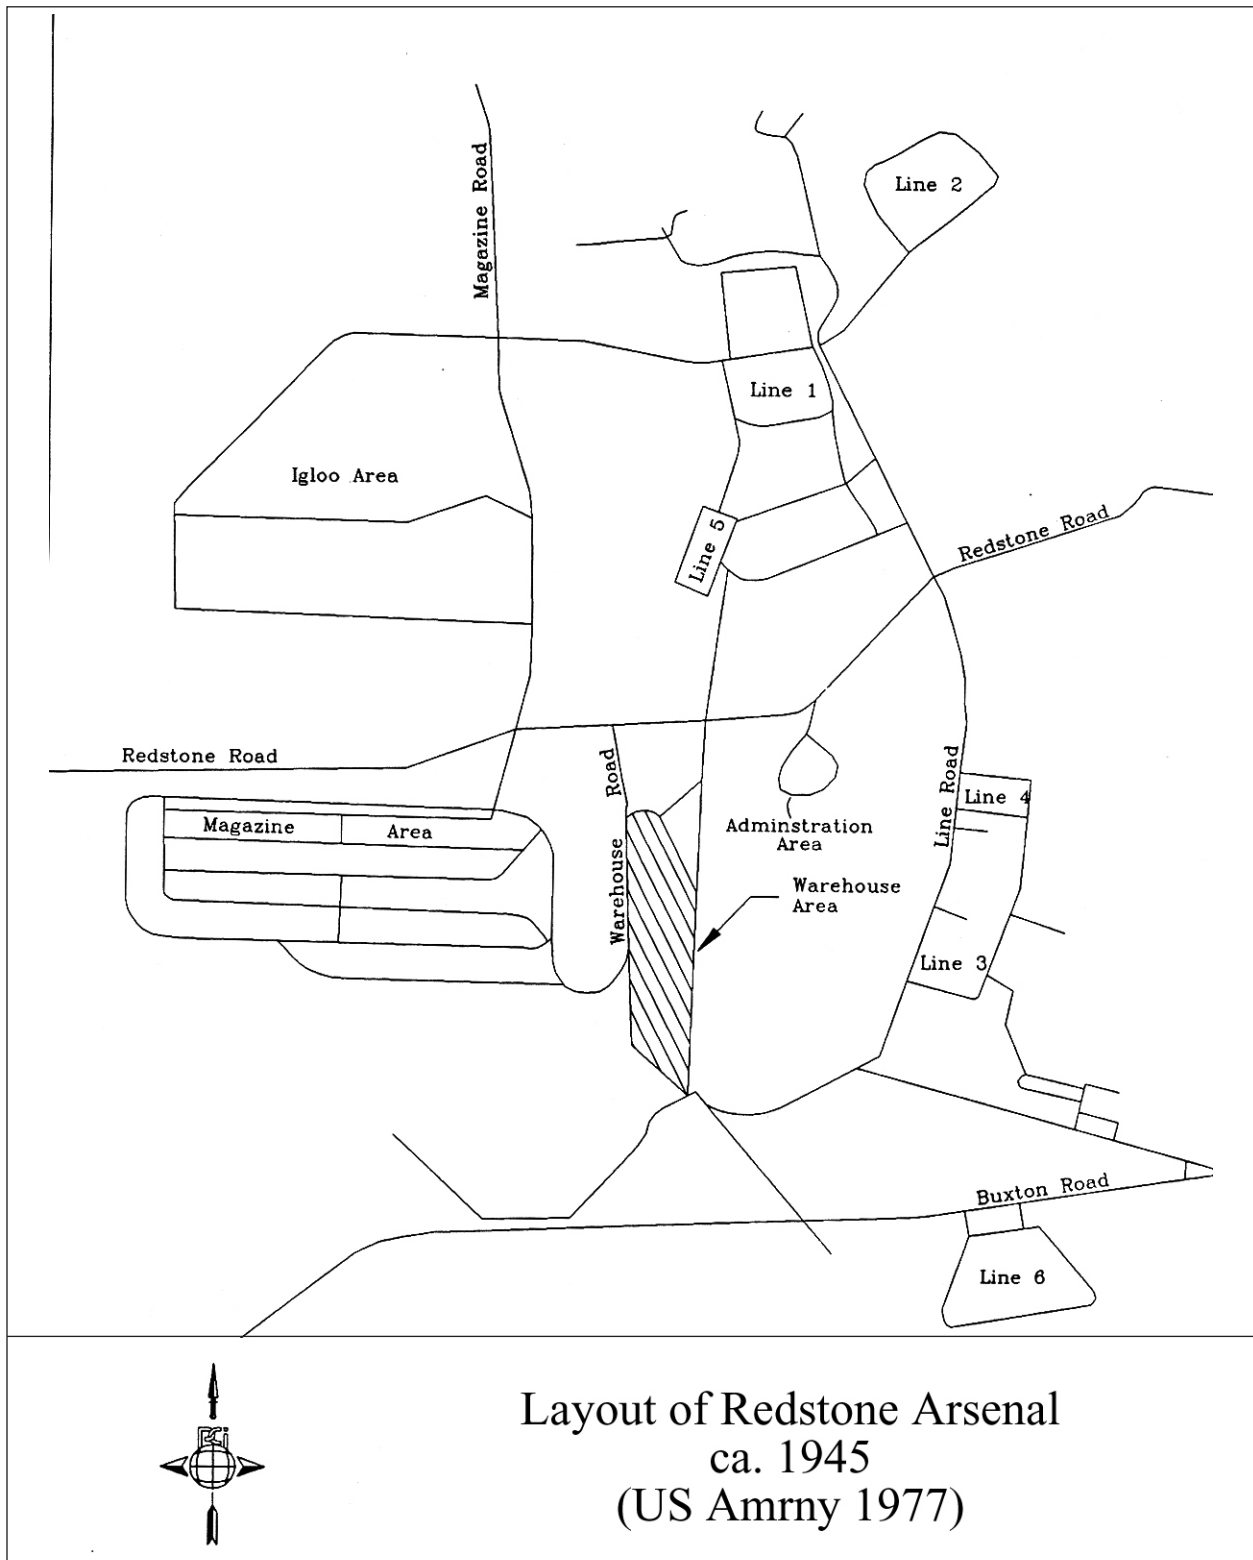 Magazine Road
Line 2
Line 1
Igloo Area
Line 5
Redstone Road
Redstone Road
Road
Line Road
Line 4
Magazine
Area
Adminstration
Area
Warehouse
Warehouse
Area
Line 3
Buxton Road
Line 6
RCi
Layout of Redstone Arsenal
ca. 1945
(US Amrny 1977)